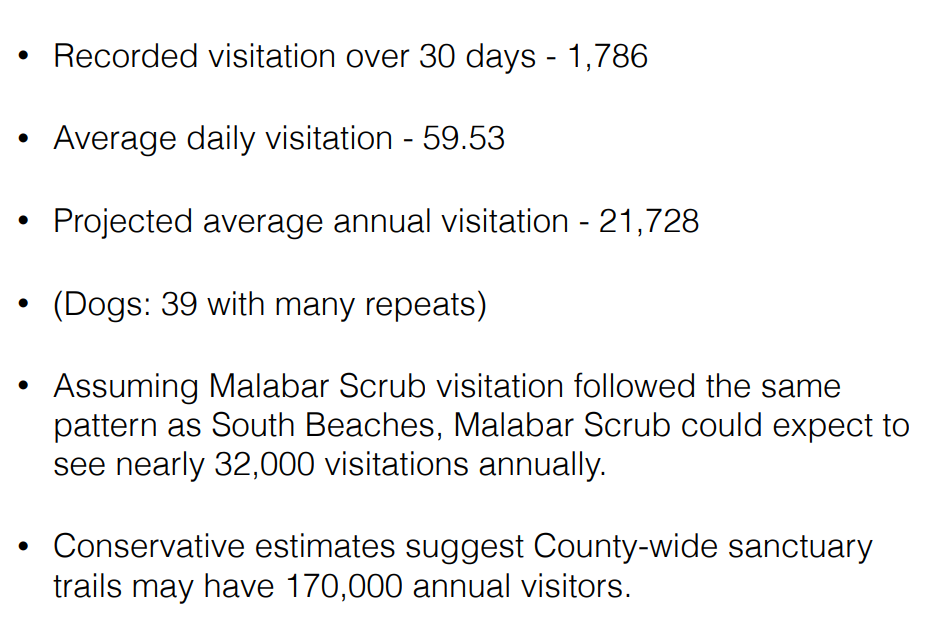 • Recorded visitation over 30 days - 1,786
• Average daily visitation - 59.53
• Projected average annual visitation - 21,728
• (Dogs: 39 with many repeats)
• Assuming Malabar Scrub visitation followed the same
pattern as South Beaches, Malabar Scrub could expect to
see nearly 32,000 visitations annually.
• Conservative estimates suggest County-wide sanctuary
trails may have 170,000 annual visitors.